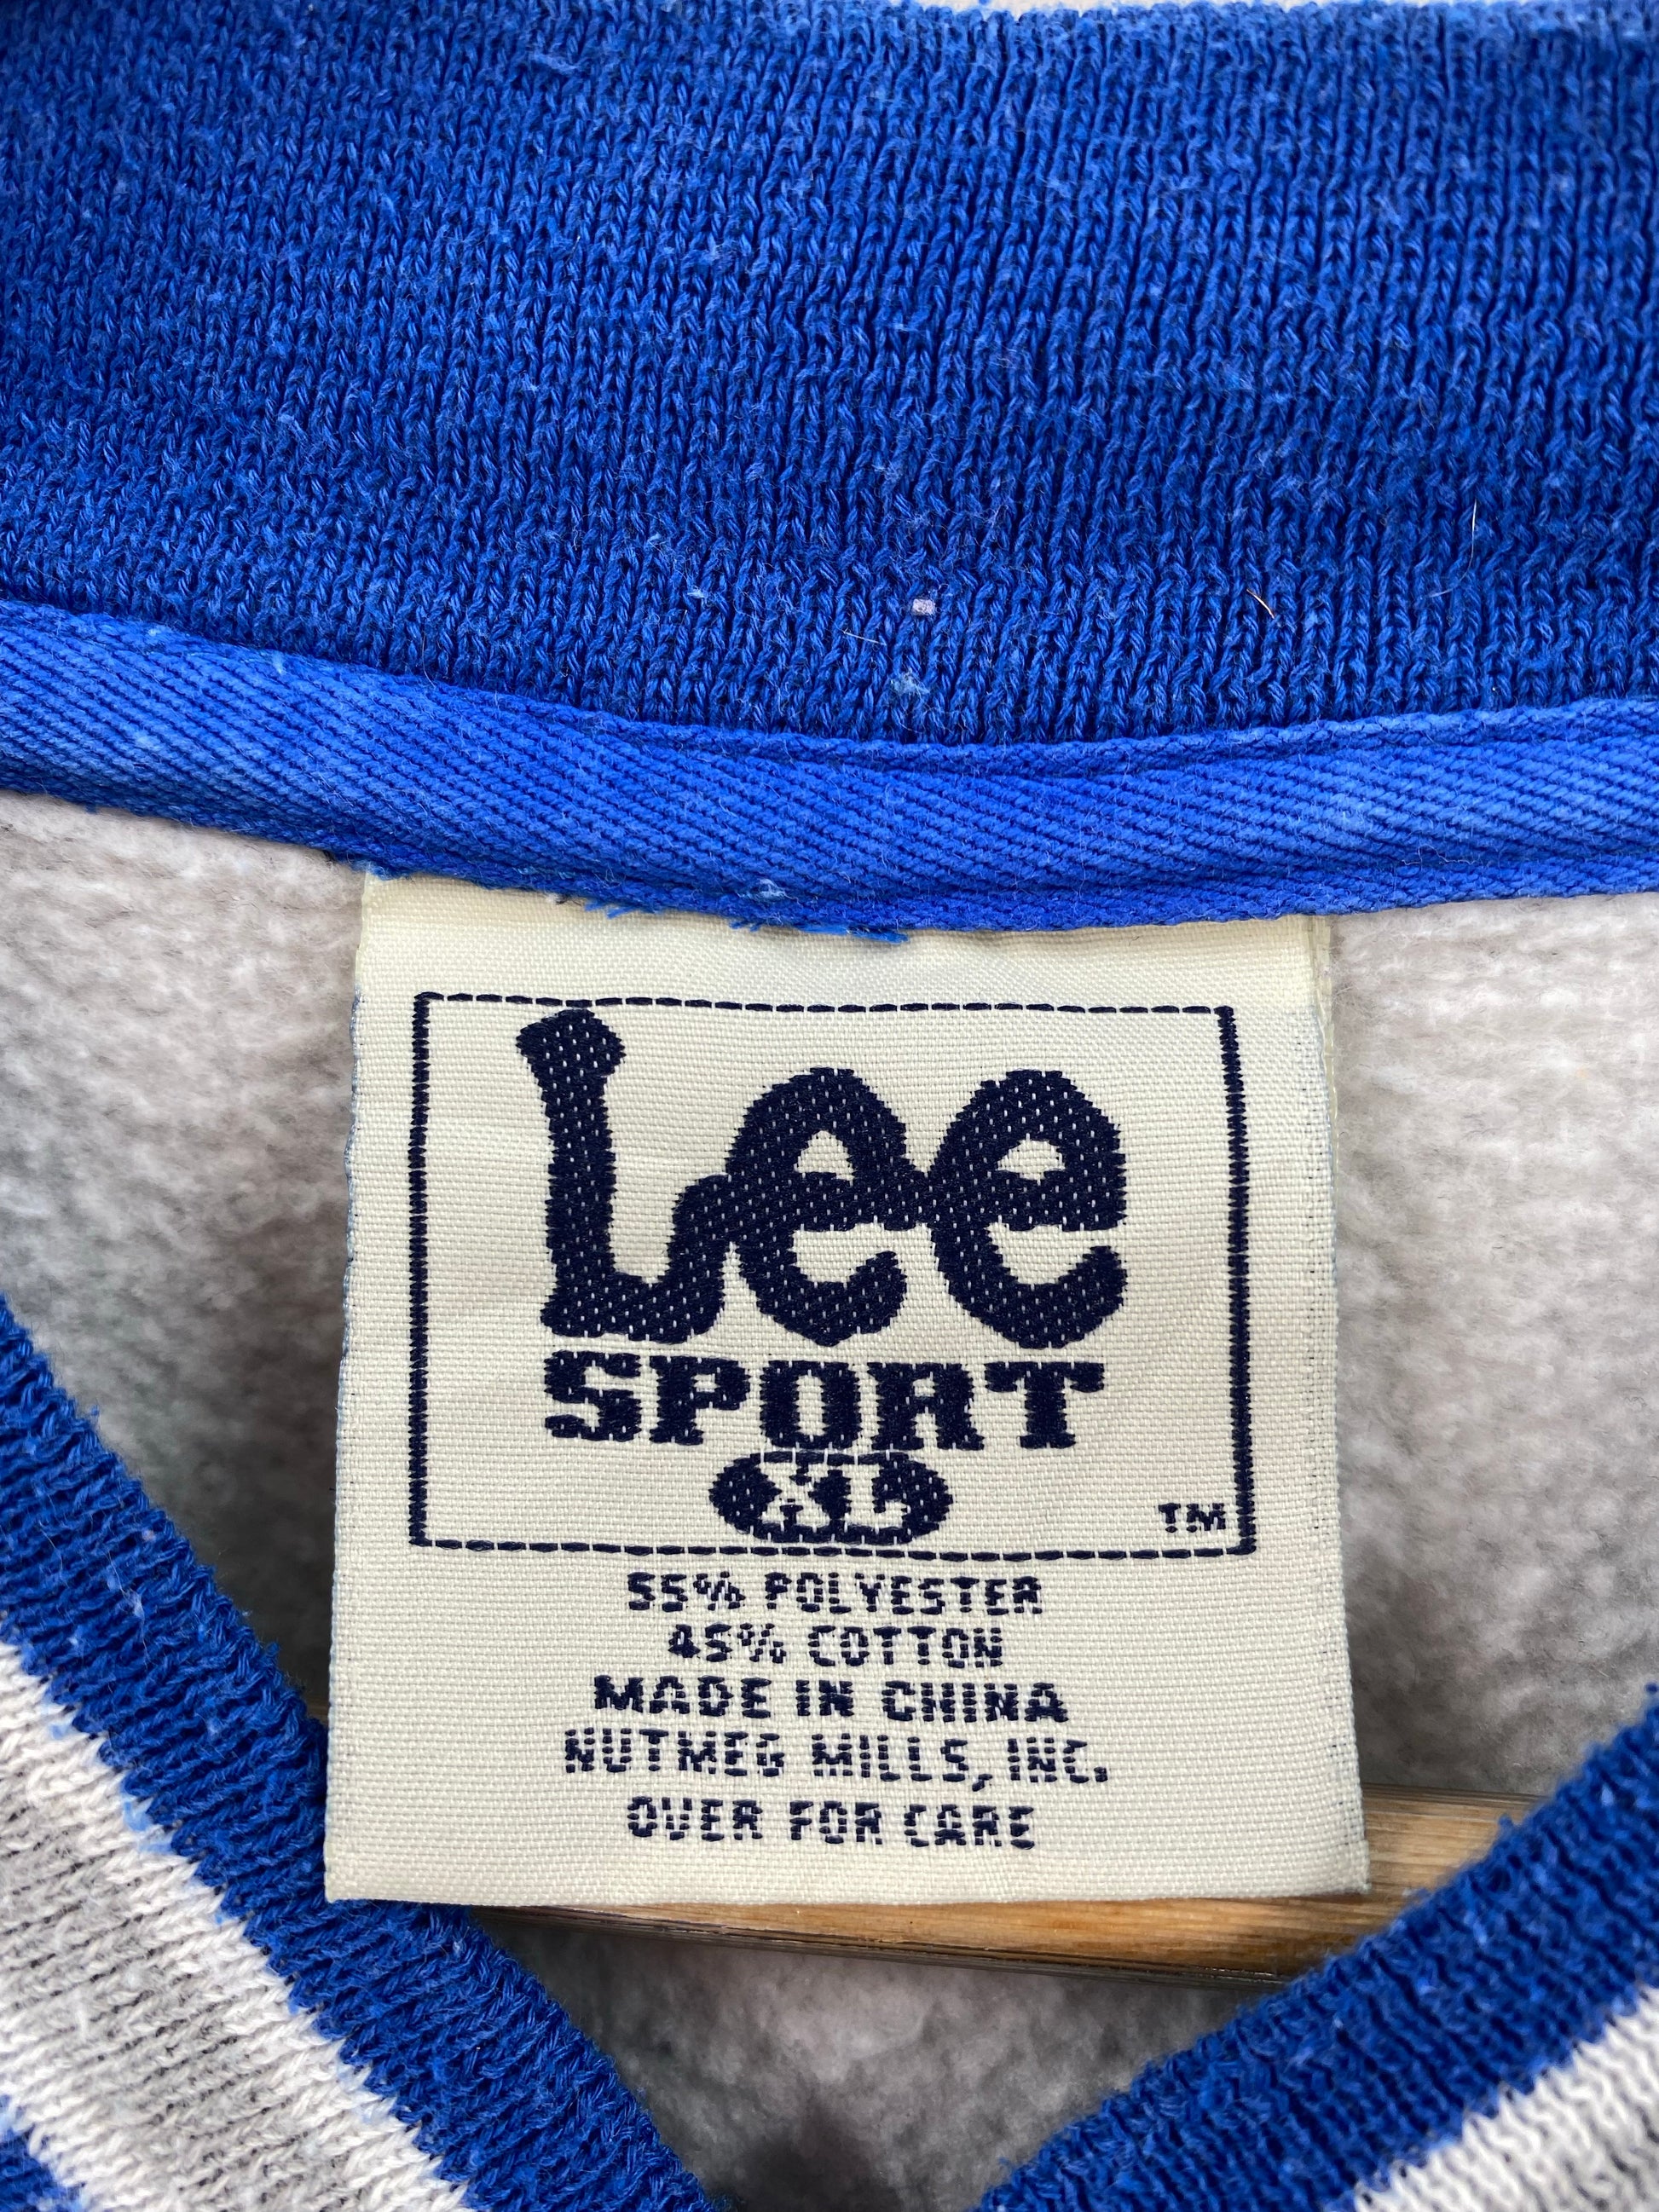 Lee
SPORT
XL
TM
55% POLYESTER
45% COTTON
MADE IN CHINA
NUTMEG MILLS, INC.
OVER FOR CARE